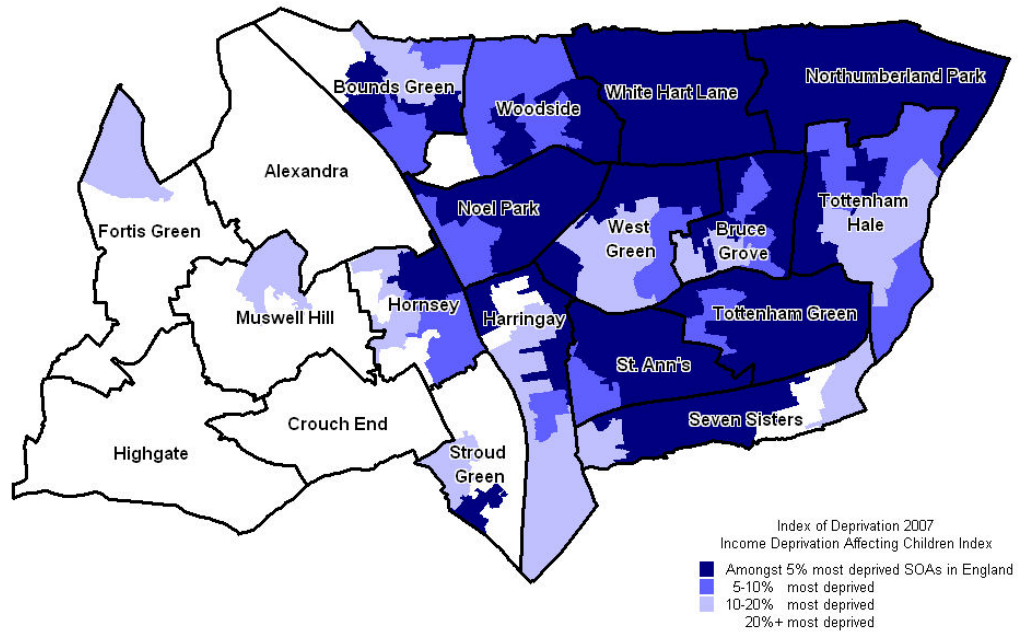 Northumberland Park
Bounds Green
White Hart Lane
Woodside
Alexandra
Tottenham
Hale
Noel Park
West
Green
Bruce
Grove
Fortis Green
Hornsey
Muswell Hill
Harringay
Tottenham Green
St. Ann's
Seven Sisters
Crouch End
Highgate
Stroud
Green
Index of Deprivation 2007
Income Deprivation Affecting Children Index
Amongst 5% most deprived SOAs in England
5-10% most deprived
10-20% most deprived
20%+ most deprived